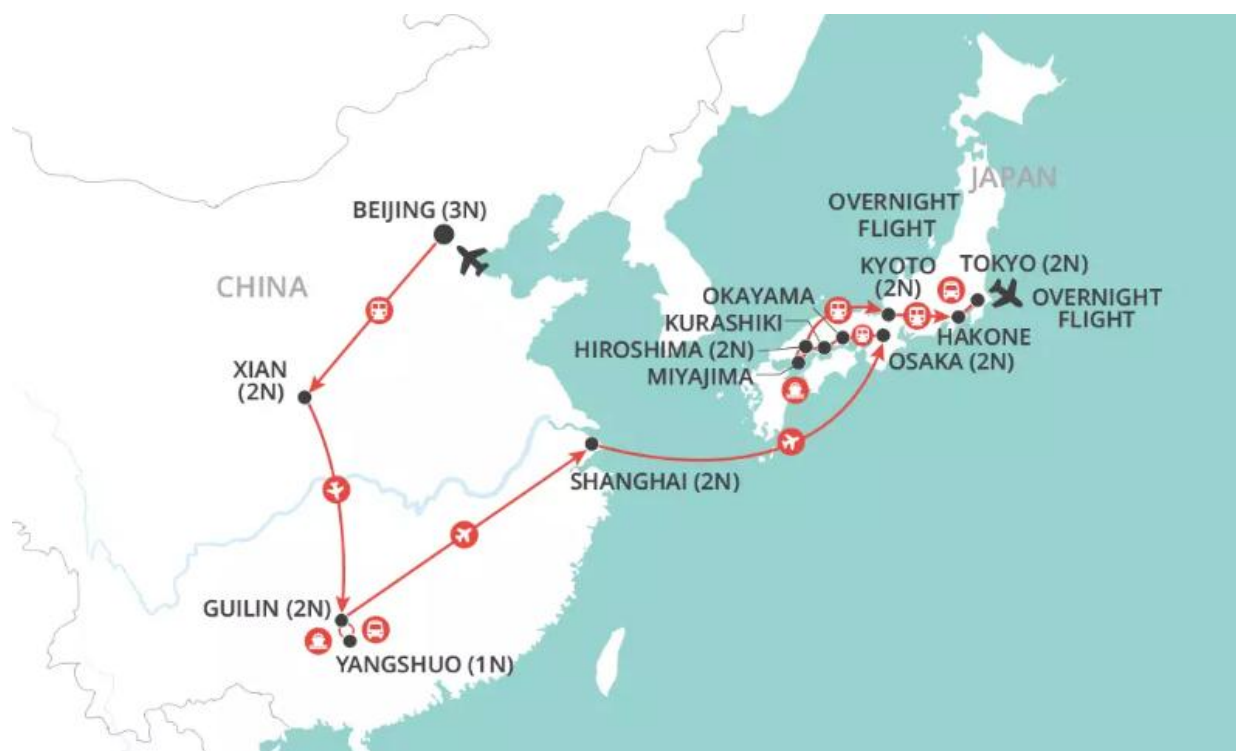 BEIJING (3N)
CHINA
XIAN
(2N)
GUILIN (2N)
YANGSHUO (1N)
SHANGHAI (2N)
JAPAN
OVERNIGHT
FLIGHT
KYOTO
(2N)
TOKYO (2N)
OVERNIGHT
FLIGHT
OKAYAMA
KURASHIKI
HIROSHIMA (2N)
MIYAJIMA
HAKONE
OSAKA (2N)